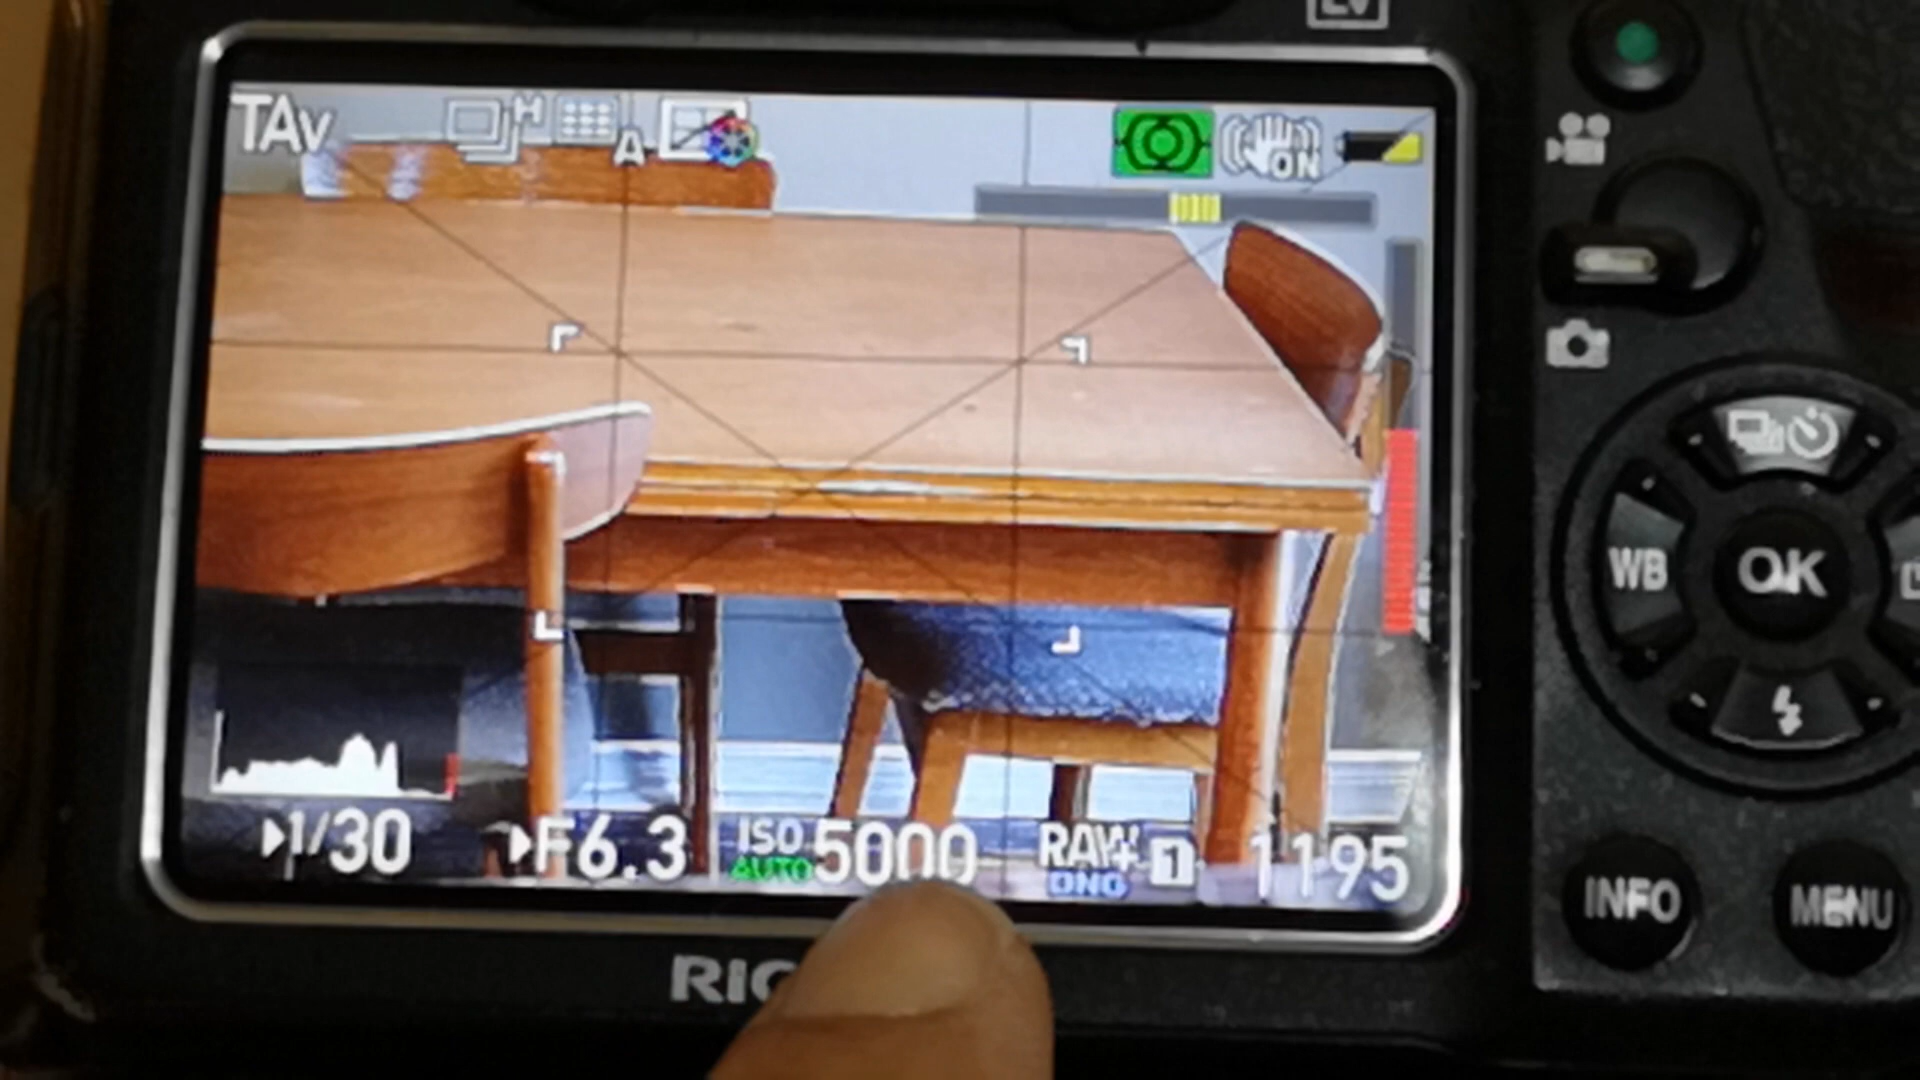 TAv
H
A
ON
WB
OK
1/30
F6.3
ISO
AUTO
5000
RAW+
DNG
1
1195
INFO
MENU
RIC